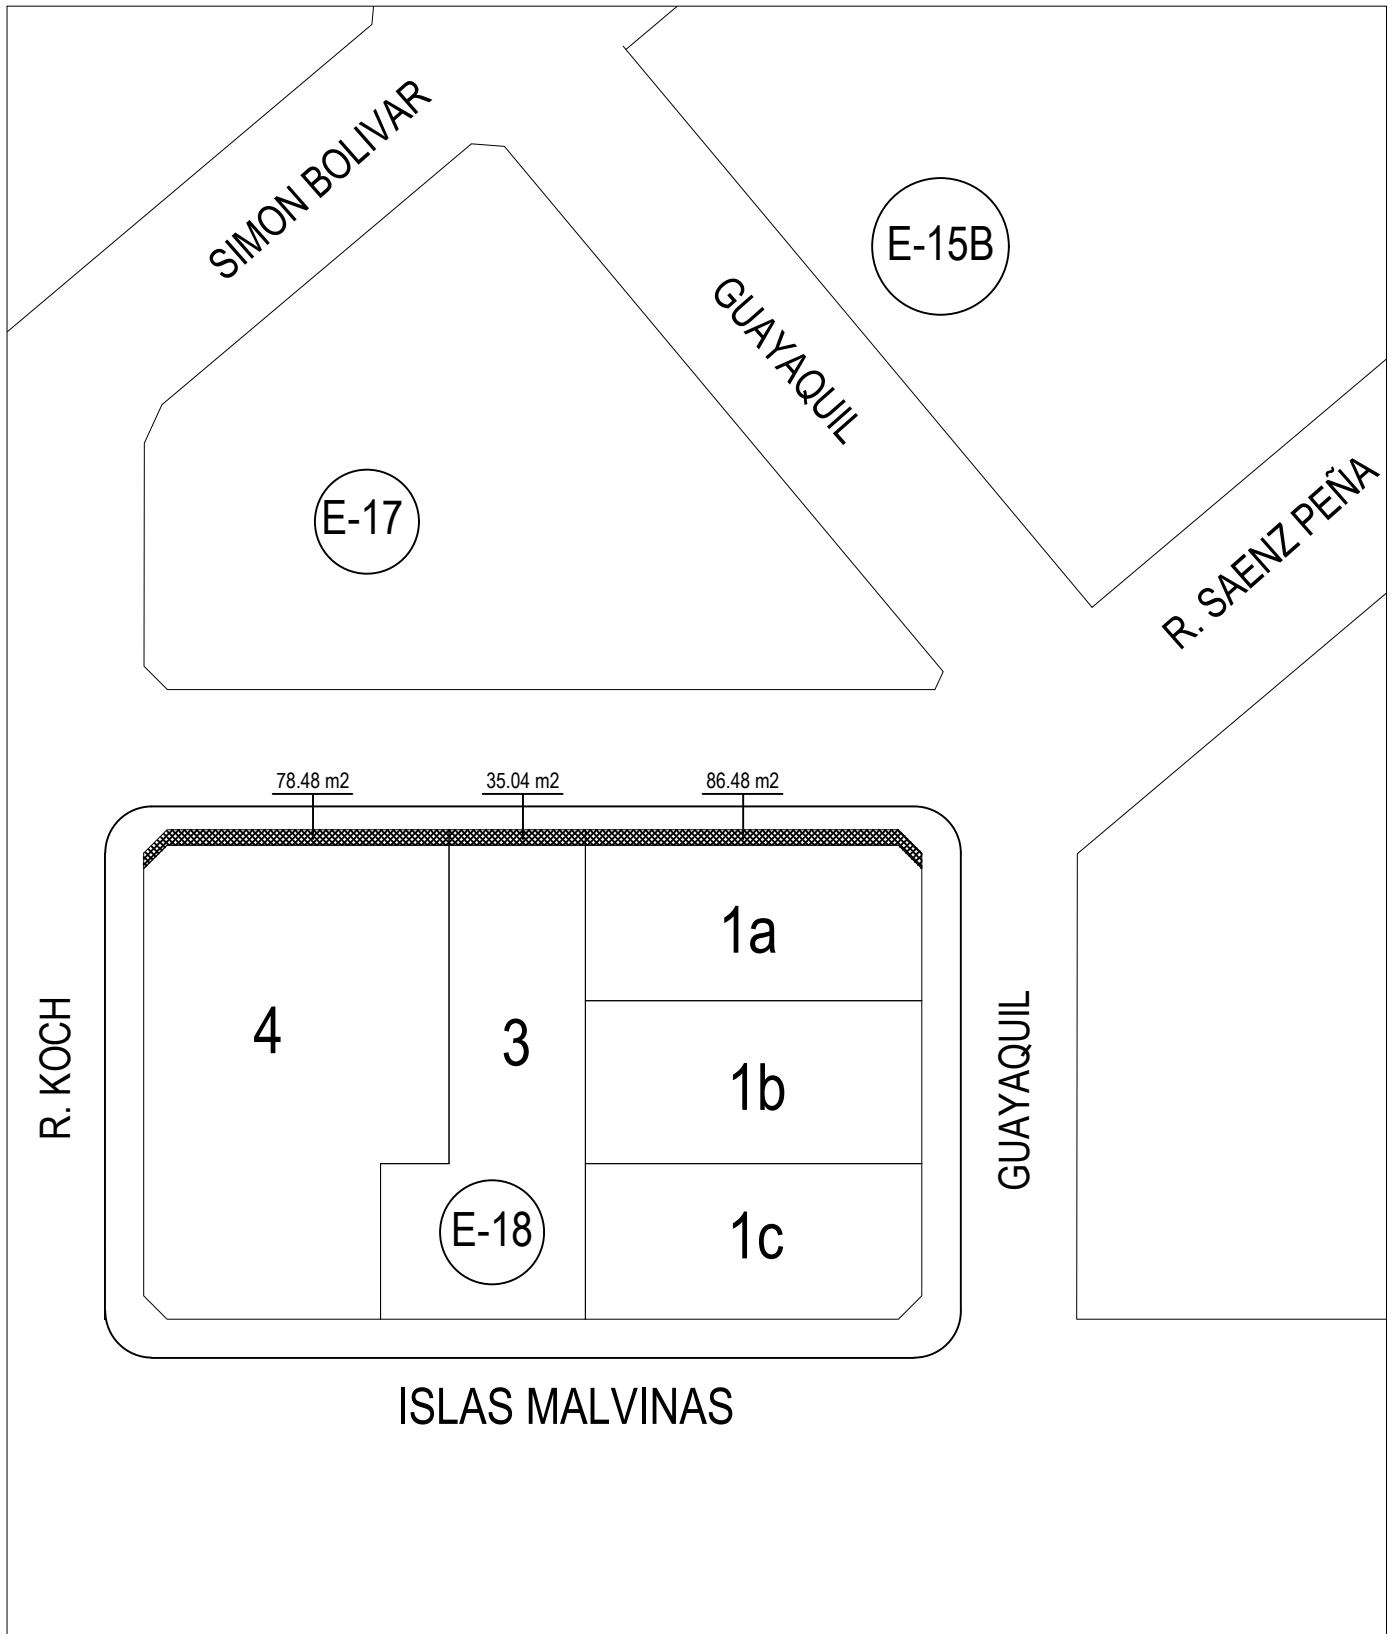 SIMON BOLIVAR
E-15B
GUAYAQUIL
E-17
R. SAENZ PEÑA
78.48 m2
35.04 m2
86.48 m2
1a
4
3
1b
R. KOCH
GUAYAQUIL
E-18
1c
ISLAS MALVINAS